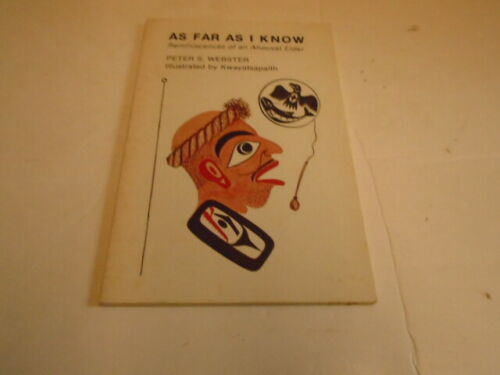 AS FAR AS I KNOW
Reminiscences of an Ahousat Elder
PETER S. WEBSTER
Illustrated by Kwayatsapalth